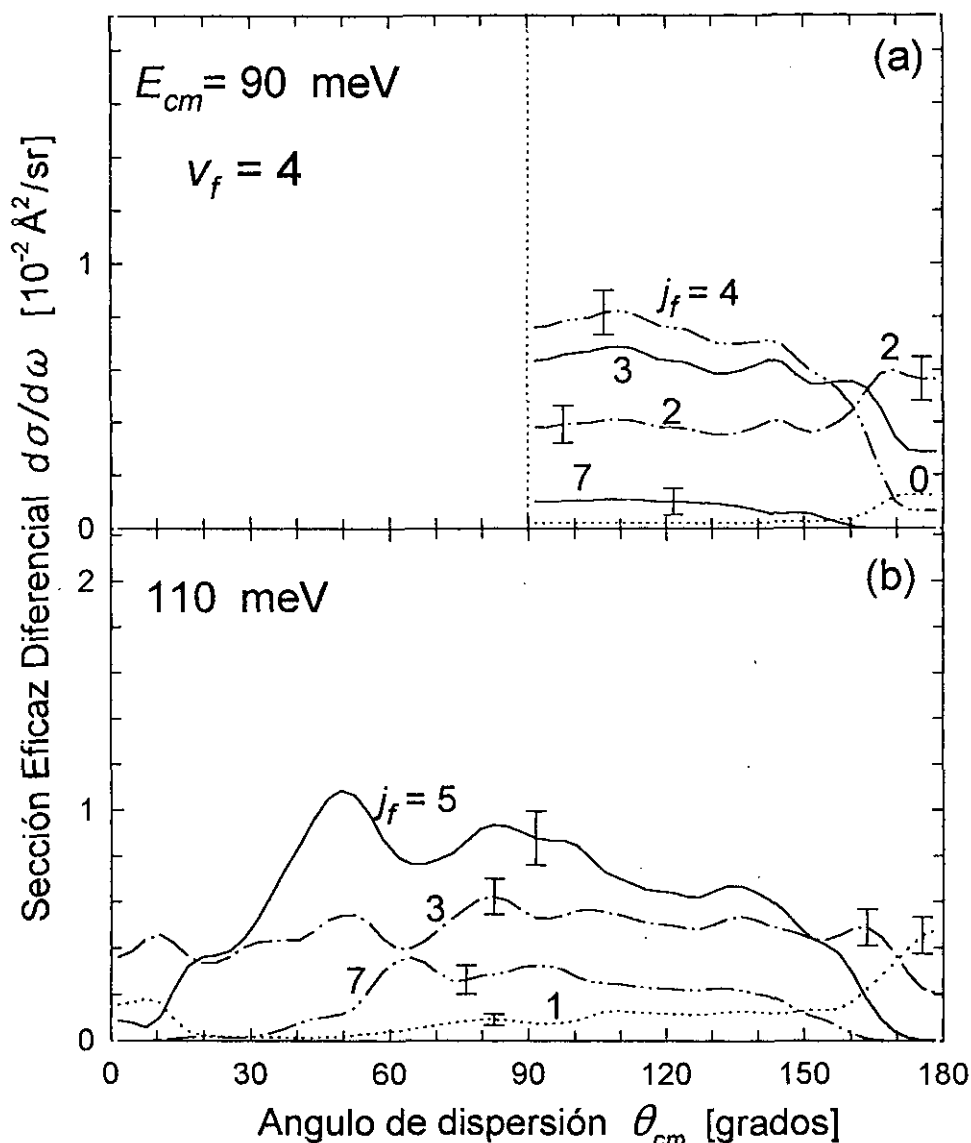 Sección Eficaz Diferencial dσ/dω [10⁻² Å²/sr]
(a)
E_cm = 90 meV
v_f = 4
1
j_f = 4
3
2
2
7
0
0
(b)
2
110 meV
1
j_f = 5
3
7
1
0
0 30 60 90 120 150 180
Angulo de dispersión θ_cm [grados]